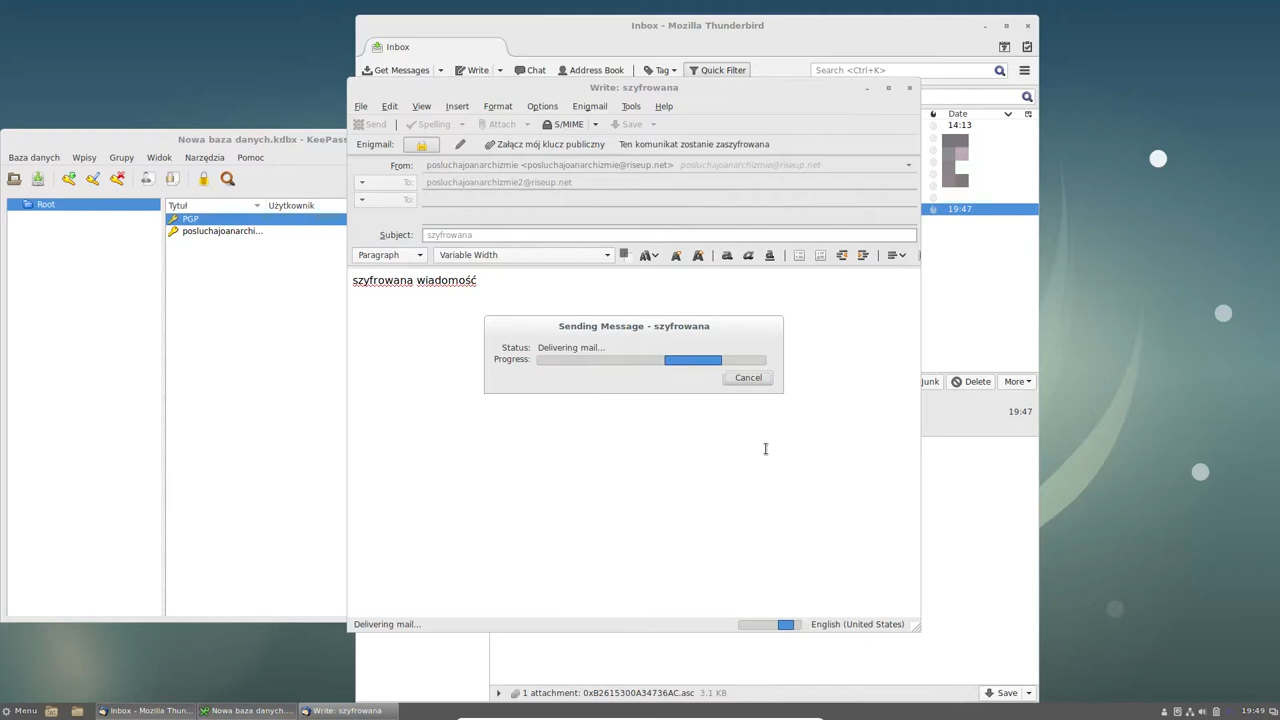 Inbox - Mozilla Thunderbird
Inbox
Get Messages Write Chat Address Book Tag Quick Filter Search <Ctrl+K>
Write: szyfrowana
File Edit View Insert Format Options Enigmail Tools Help
Date
Send Spelling Attach S/MIME Save
14:13
Nowa baza danych.kdbx - KeePass
Enigmail: Załącz mój klucz publiczny Ten komunikat zostanie zaszyfrowana
Baza danych Wpisy Grupy Widok Narzędzia Pomoc
From: posluchajoanarchizmie <posluchajoanarchizmie@riseup.net> posluchajoanarchizmie@riseup.net
To: posluchajoanarchizmie2@riseup.net
To:
Root
Tytuł Użytkownik
19:47
PGP
posluchajoanarchi...
Subject: szyfrowana
Paragraph Variable Width
szyfrowana wiadomość
Sending Message - szyfrowana
Status: Delivering mail...
Progress:
Cancel
Junk Delete More
19:47
Delivering mail... English (United States)
1 attachment: 0xB2615300A34736AC.asc 3.1 KB Save
Menu Inbox - Mozilla Thun... Nowa baza danych.... Write: szyfrowana 19:49